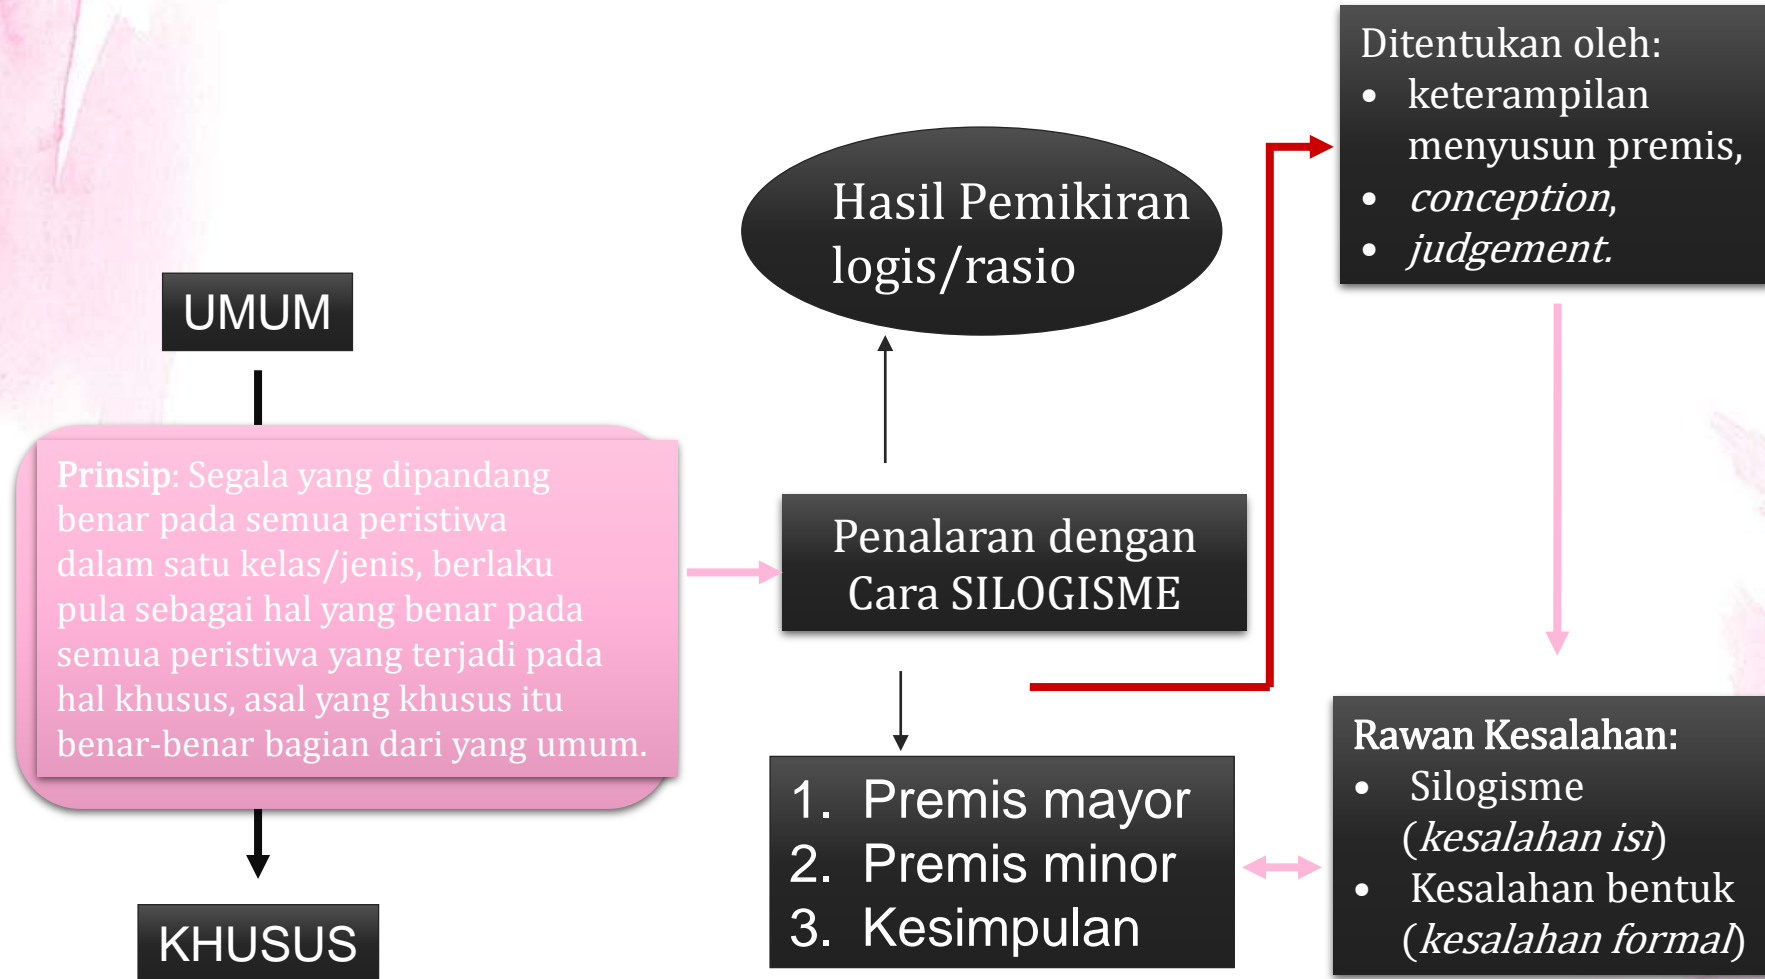 UMUM
Prinsip: Segala yang dipandang
benar pada semua peristiwa
dalam satu kelas/jenis, berlaku
pula sebagai hal yang benar pada
semua peristiwa yang terjadi pada
hal khusus, asal yang khusus itu
benar-benar bagian dari yang umum.
KHUSUS
Hasil Pemikiran
logis/rasio
Penalaran dengan
Cara SILOGISME
1. Premis mayor
2. Premis minor
3. Kesimpulan
Ditentukan oleh:
• keterampilan
menyusun premis,
• conception,
• judgement.
Rawan Kesalahan:
• Silogisme
(kesalahan isi)
• Kesalahan bentuk
(kesalahan formal)